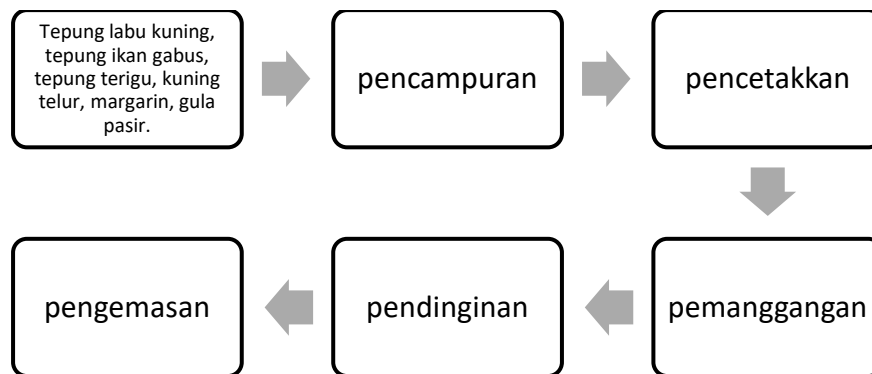 Tepung labu kuning,
tepung ikan gabus,
tepung terigu, kuning
telur, margarin, gula
pasir.
pencampuran
pencetakkan
pemanggangan
pendinginan
pengemasan